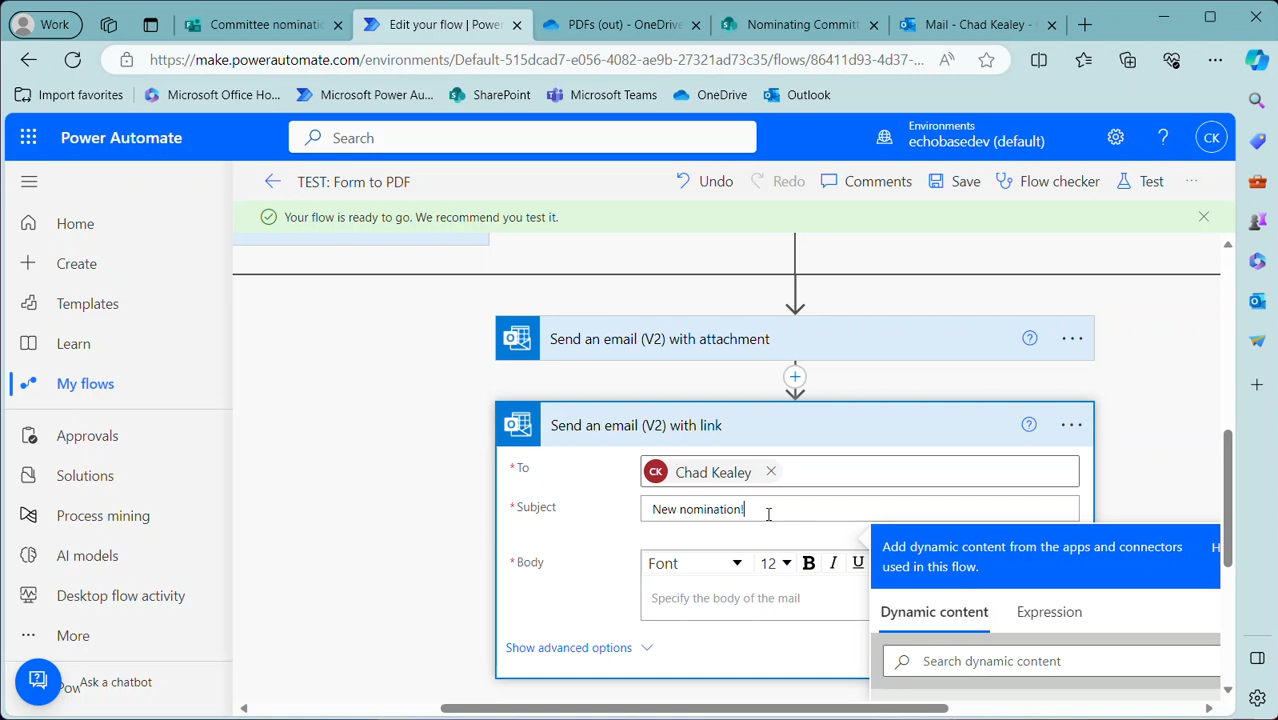 Work
Committee nominati
Edit your flow | Powe
PDFs (out) - OneDrive
Nominating Committ
Mail - Chad Kealey -
https://make.powerautomate.com/environments/Default-515dcad7-e056-4082-ae9b-27321ad73c35/flows/86411d93-4d37-...
Import favorites
Microsoft Office Ho...
Microsoft Power Au...
SharePoint
Microsoft Teams
OneDrive
Outlook
Power Automate
Search
Environments
echobasedev (default)
CK
TEST: Form to PDF
Undo
Redo
Comments
Save
Flow checker
Test
Your flow is ready to go. We recommend you test it.
Home
Create
Templates
Learn
My flows
Approvals
Solutions
Process mining
AI models
Desktop flow activity
More
Pow
Ask a chatbot
Send an email (V2) with attachment
Send an email (V2) with link
* To
CK Chad Kealey
* Subject
New nomination!
* Body
Font
12
B I U
Specify the body of the mail
Show advanced options
Add dynamic content from the apps and connectors
used in this flow.
H
Dynamic content
Expression
Search dynamic content